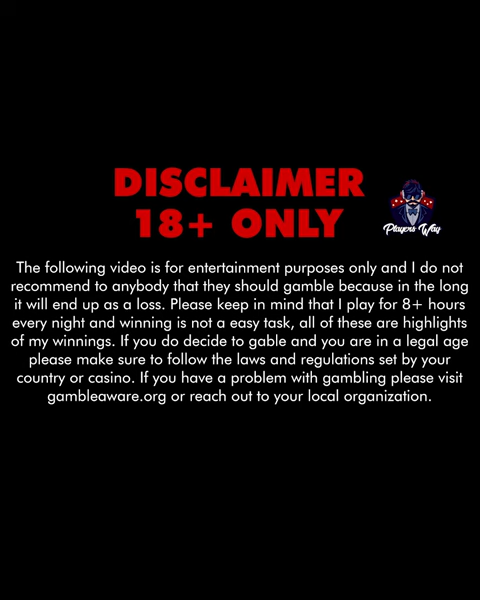 DISCLAIMER
18+ ONLY
Players Way
The following video is for entertainment purposes only and I do not
recommend to anybody that they should gamble because in the long
it will end up as a loss. Please keep in mind that I play for 8+ hours
every night and winning is not a easy task, all of these are highlights
of my winnings. If you do decide to gable and you are in a legal age
please make sure to follow the laws and regulations set by your
country or casino. If you have a problem with gambling please visit
gambleaware.org or reach out to your local organization.